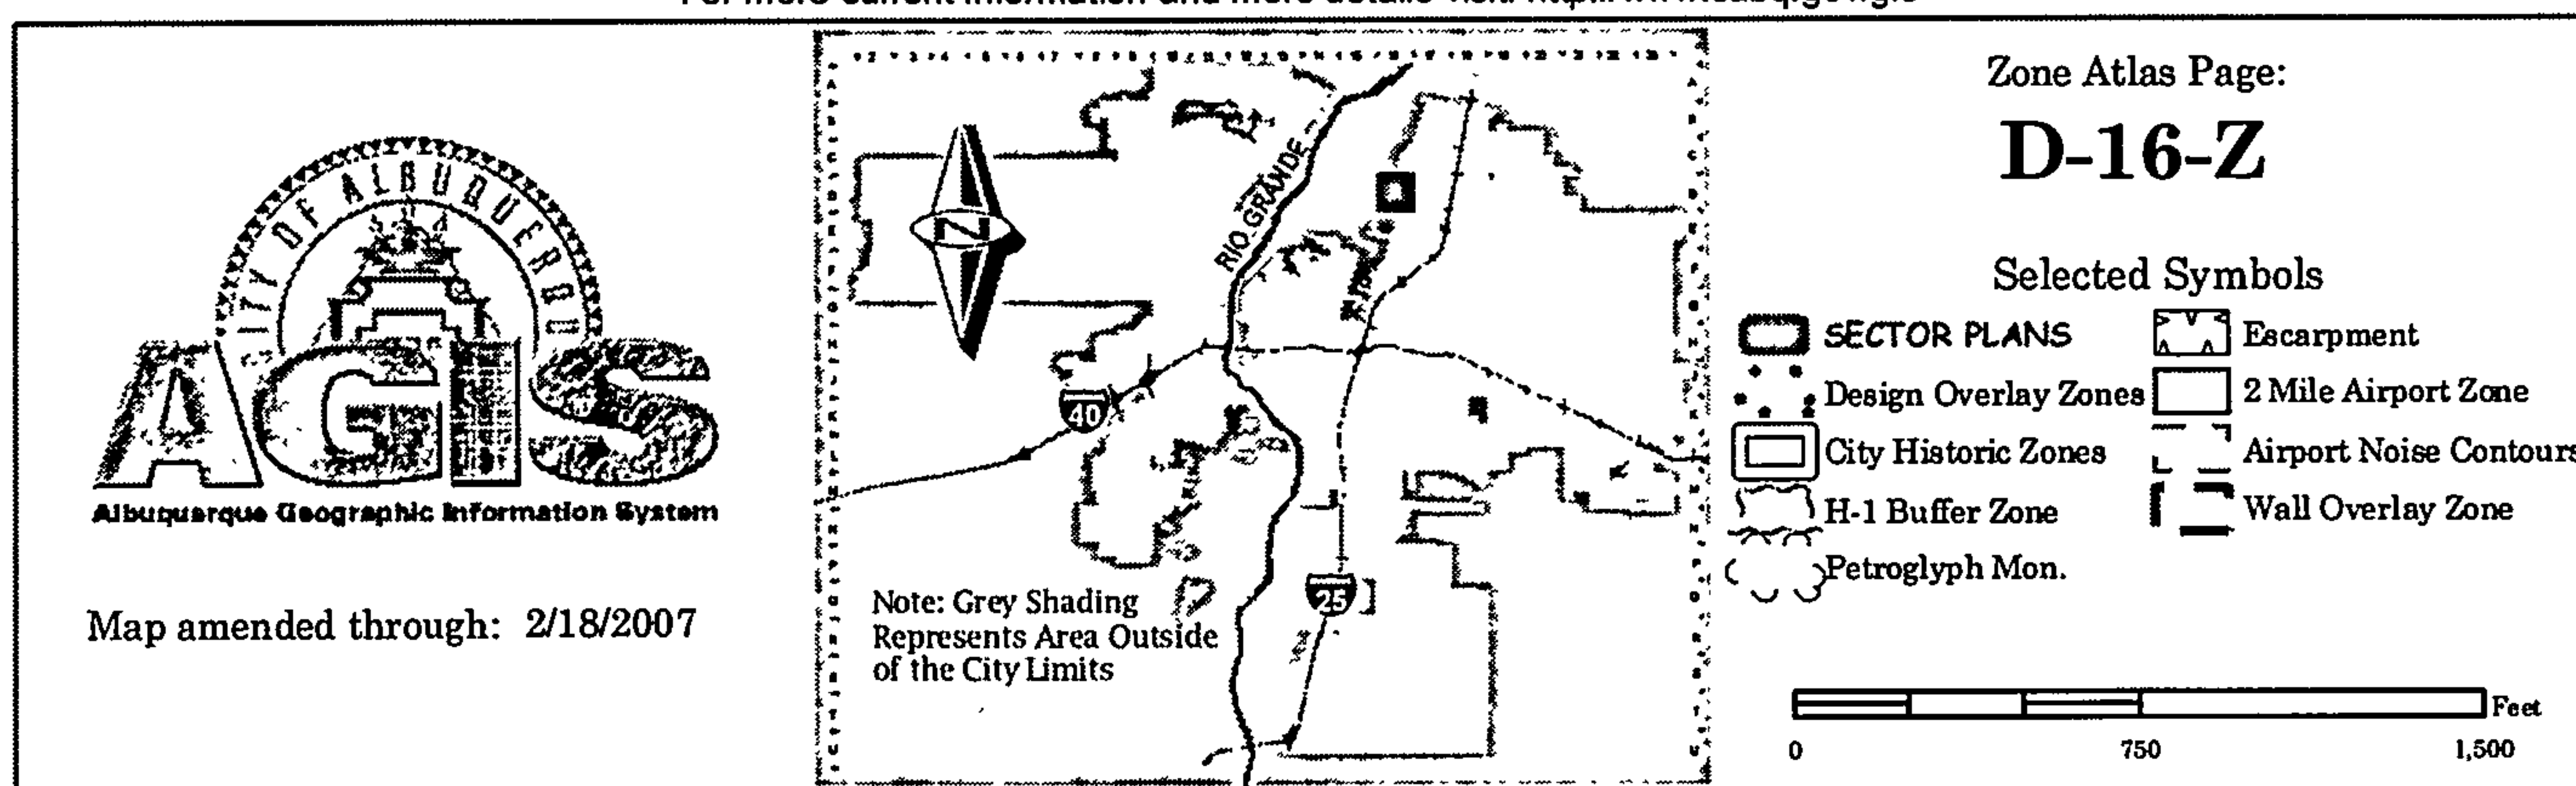 CITY OF ALBUQUERQUE
AGIS
Albuquerque Geographic Information System
Map amended through: 2/18/2007
N
RIO GRANDE
40
25
Note: Grey Shading
Represents Area Outside
of the City Limits
Zone Atlas Page:
D-16-Z
Selected Symbols
SECTOR PLANS
Design Overlay Zones
City Historic Zones
H-1 Buffer Zone
Petroglyph Mon.
Escarpment
2 Mile Airport Zone
Airport Noise Contours
Wall Overlay Zone
Feet
0 750 1,500